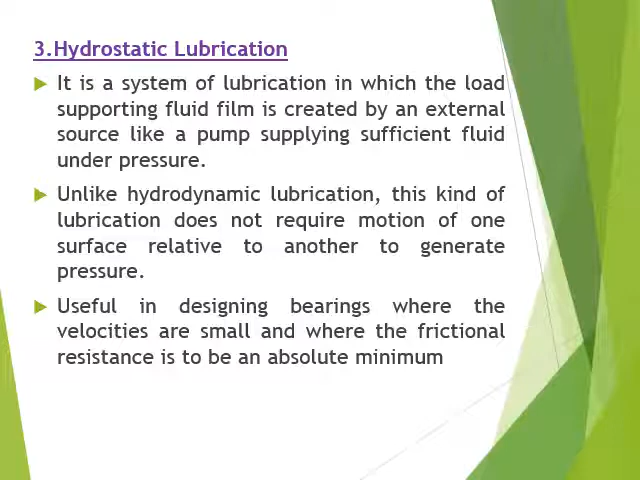 3.Hydrostatic Lubrication
It is a system of lubrication in which the load
supporting fluid film is created by an external
source like a pump supplying sufficient fluid
under pressure.
Unlike hydrodynamic lubrication, this kind of
lubrication does not require motion of one
surface relative to another to generate
pressure.
Useful in designing bearings where the
velocities are small and where the frictional
resistance is to be an absolute minimum